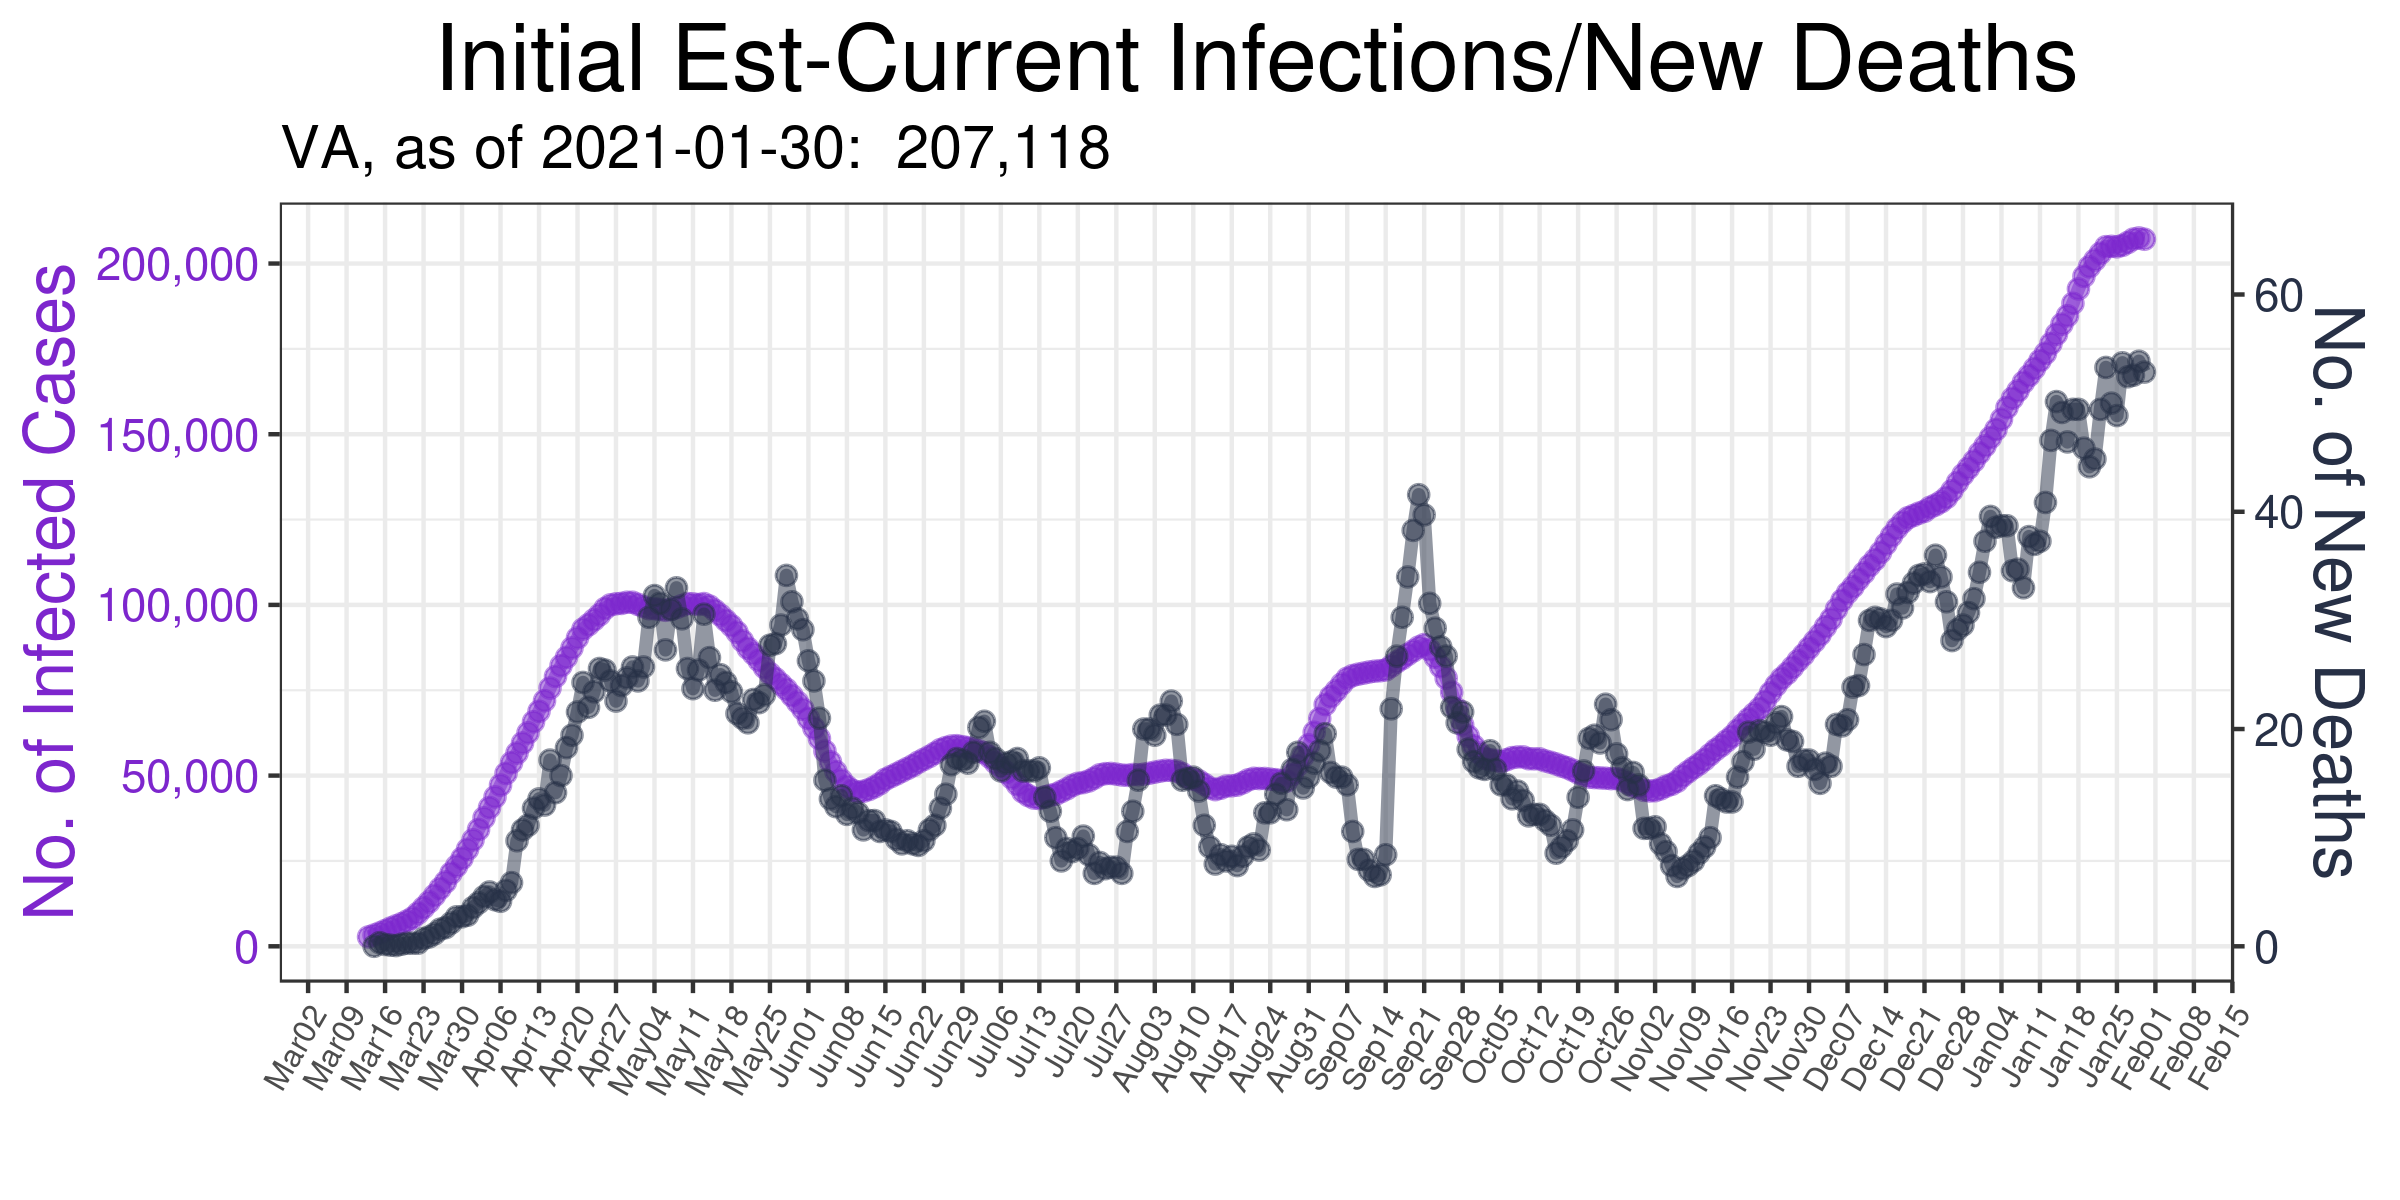 Initial Est-Current Infections/New Deaths
VA, as of 2021-01-30:  207,118
No. of Infected Cases
200,000
150,000
100,000
50,000
0
60
40
20
0
No. of New Deaths
Mar02
Mar09
Mar16
Mar23
Mar30
Apr06
Apr13
Apr20
Apr27
May04
May11
May18
May25
Jun01
Jun08
Jun15
Jun22
Jun29
Jul06
Jul13
Jul20
Jul27
Aug03
Aug10
Aug17
Aug24
Aug31
Sep07
Sep14
Sep21
Sep28
Oct05
Oct12
Oct19
Oct26
Nov02
Nov09
Nov16
Nov23
Nov30
Dec07
Dec14
Dec21
Dec28
Dec04
Jan11
Jan18
Jan25
Feb01
Feb08
Feb15